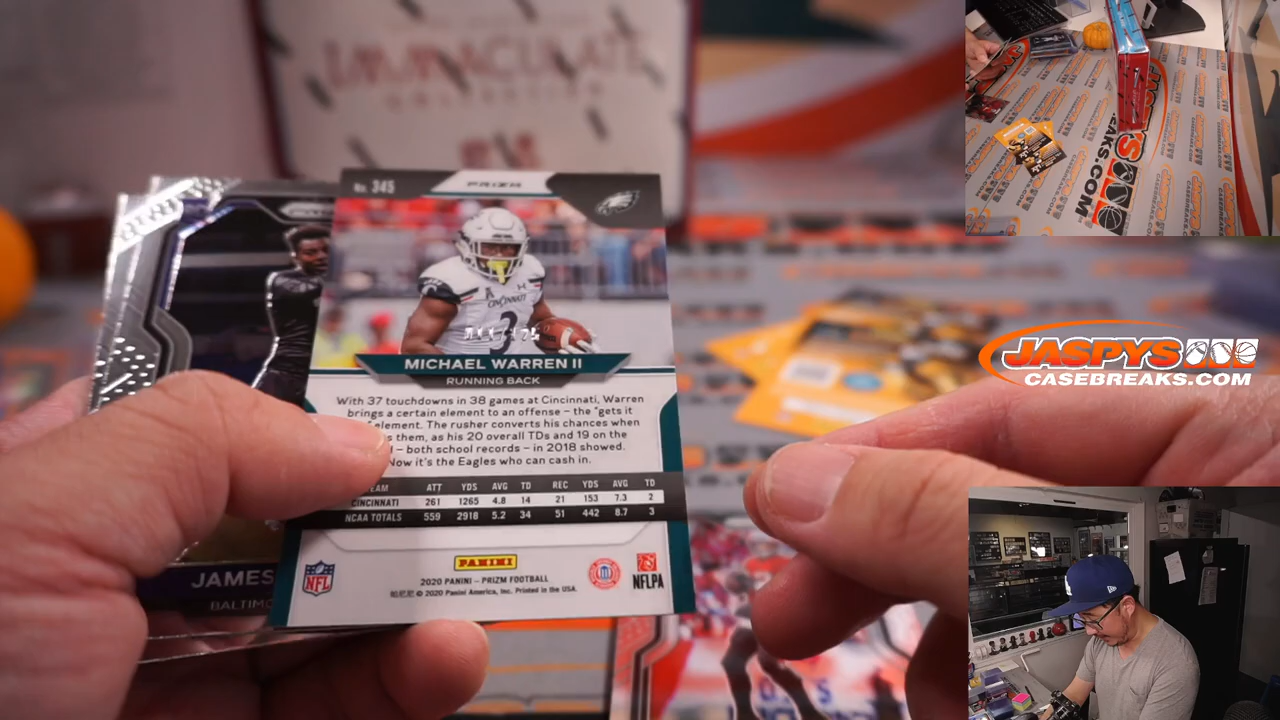 IMMACULATE
COLLECTION
No. 345
PRIZM
CINCINNATI
MICHAEL WARREN II
RUNNING BACK
With 37 touchdowns in 38 games at Cincinnati, Warren
brings a certain element to an offense – the "gets it
element. The rusher converts his chances when
them, as his 20 overall TDs and 19 on the
– both school records – in 2018 showed.
Now it's the Eagles who can cash in.
TEAM ATT YDS AVG TD REC YDS AVG TD
CINCINNATI 261 1265 4.8 14 21 153 7.3 2
NCAA TOTALS 559 2918 5.2 34 51 442 8.7 3
PANINI
NFL
NFLPA
2020 PANINI – PRIZM FOOTBALL
© 2020 Panini America, Inc. Printed in the USA.
JAMES
BALTIMO
JASPYS
CASEBREAKS.COM